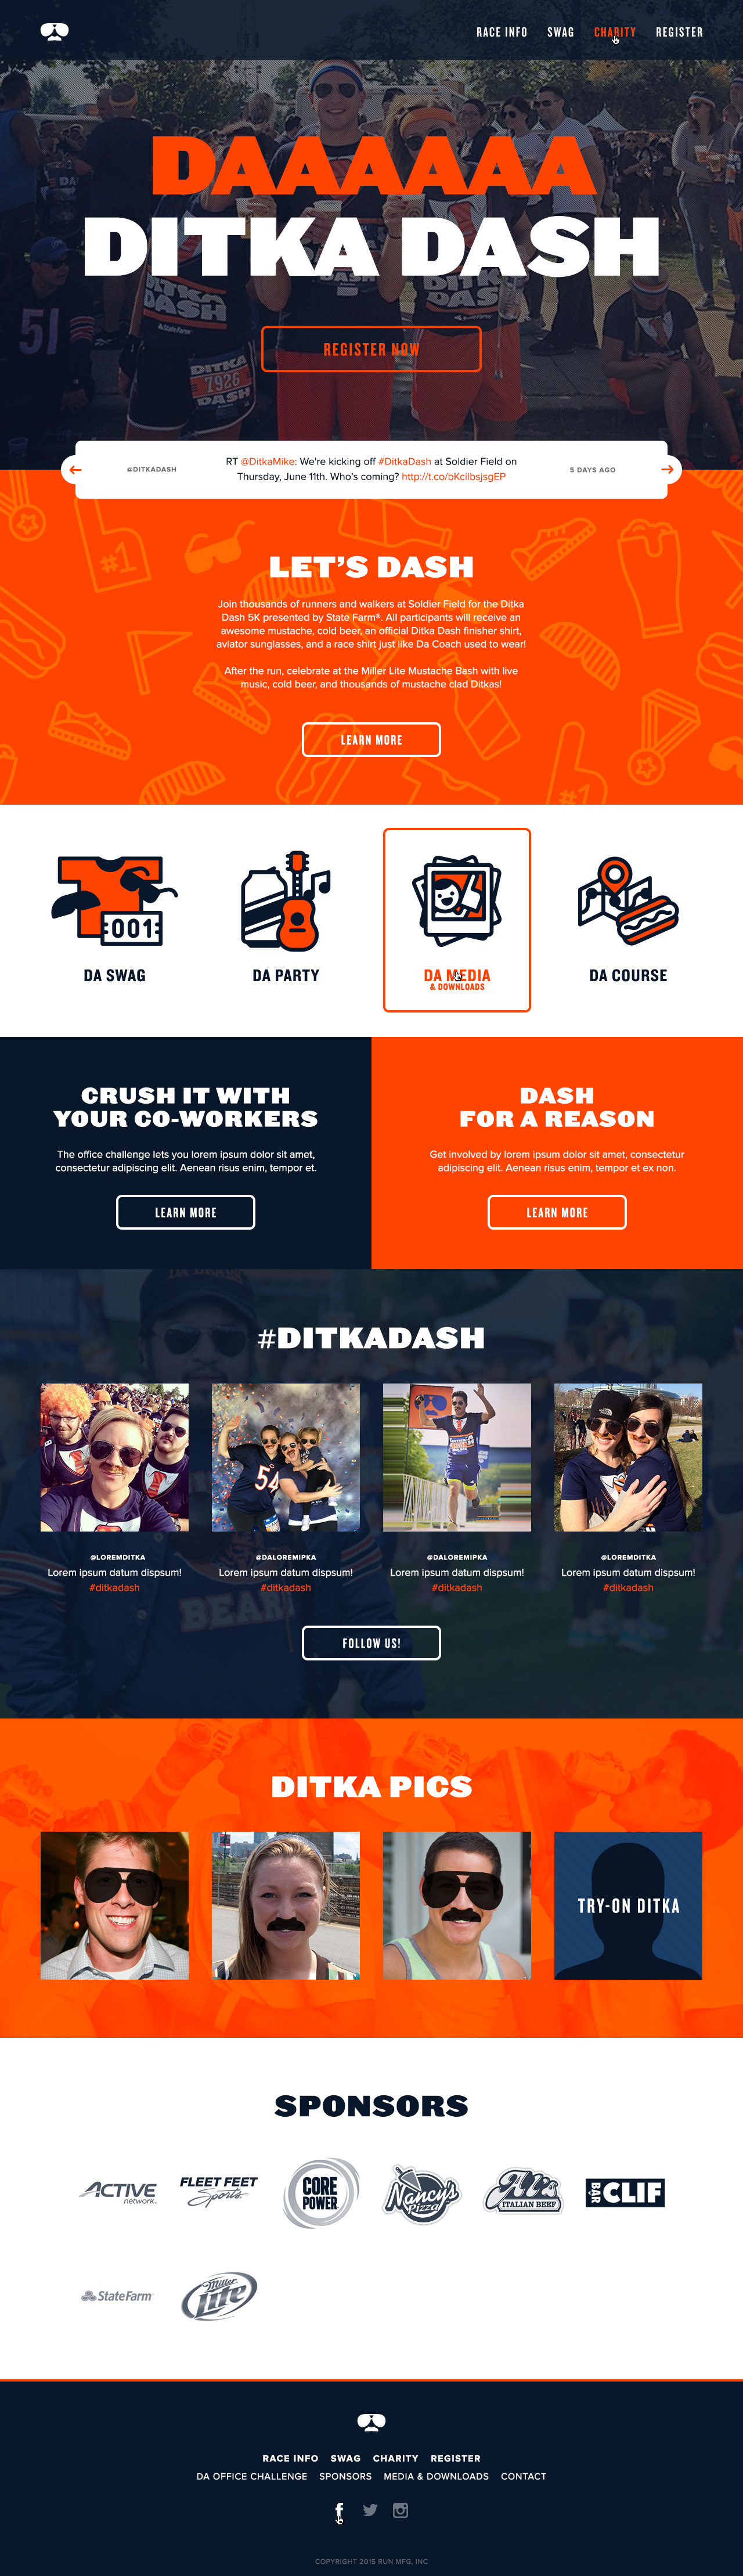 RACE INFO SWAG CHARITY REGISTER
DAAAAAA
DITKA DASH
51
DITKA
7926
DASH
REGISTER NOW
@DITKADASH
RT @DitkaMike: We're kicking off #DitkaDash at Soldier Field on
Thursday, June 11th. Who's coming? http://t.co/bKcilbsjsgEP
5 DAYS AGO
#1
LET'S DASH
Join thousands of runners and walkers at Soldier Field for the Ditka
Dash 5K presented by State Farm®. All participants will receive an
awesome mustache, cold beer, an official Ditka Dash finisher shirt,
aviator sunglasses, and a race shirt just like Da Coach used to wear!
After the run, celebrate at the Miller Lite Mustache Bash with live
music, cold beer, and thousands of mustache clad Ditkas!
LEARN MORE
#1
001
DA SWAG
DA PARTY
DA MEDIA
& DOWNLOADS
DA COURSE
CRUSH IT WITH
YOUR CO-WORKERS
The office challenge lets you lorem ipsum dolor sit amet,
consectetur adipiscing elit. Aenean risus enim, tempor et.
LEARN MORE
DASH
FOR A REASON
Get involved by lorem ipsum dolor sit amet, consectetur
adipiscing elit. Aenean risus enim, tempor et ex non.
LEARN MORE
DA BEARS
#DITKADASH
54
@LOREMDITKA
Lorem ipsum datum dispsum!
#ditkadash
@DALOREMIPKA
Lorem ipsum datum dispsum!
#ditkadash
@DALOREMIPKA
Lorem ipsum datum dispsum!
#ditkadash
@LOREMDITKA
Lorem ipsum datum dispsum!
#ditkadash
FOLLOW US!
DITKA PICS
TRY-ON DITKA
SPONSORS
ACTIVE
network
FLEET FEET
Sports
CORE
POWER
Nancy's
Pizza
Al's
ITALIAN BEEF
CLIF
BAR
State Farm
Miller
Lite
RACE INFO SWAG CHARITY REGISTER
DA OFFICE CHALLENGE SPONSORS MEDIA & DOWNLOADS CONTACT
COPYRIGHT 2015 RUN MFG, INC